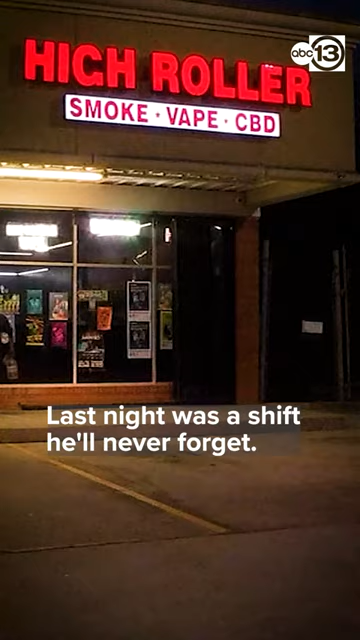 abc 13
HIGH ROLLER
SMOKE · VAPE · CBD
Last night was a shift
he'll never forget.